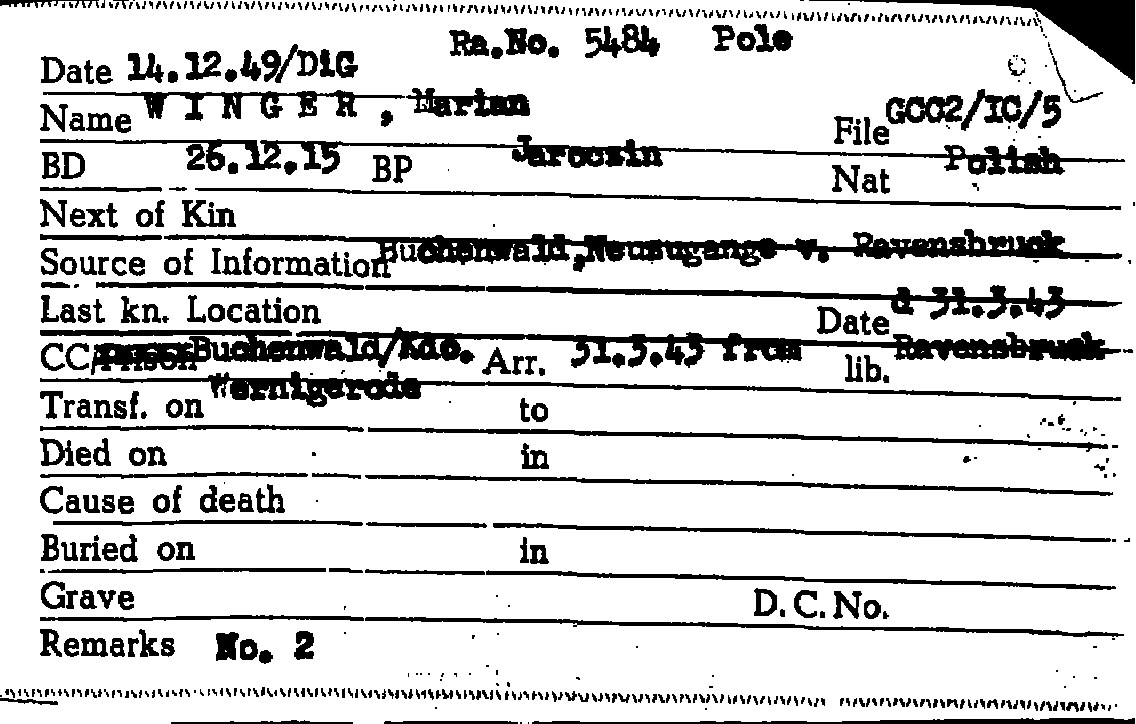 Ra.No. 5484 Pole
Date 14.12.49/DiG
Name W I N G E R , Marian File GCC2/IC/5
BD 26.12.15 BP Jaroczin Nat Polish
Next of Kin
Source of Information Buchenwald,Neuzugange v. Ravensbruck
Last kn. Location Date d 31.3.43
CC/Prison Buchenwald/Kdo. Arr. 31.3.43 from lib. Ravensbruck
Wernigerode
Transf. on to
Died on in
Cause of death
Buried on in
Grave D. C. No.
Remarks No. 2